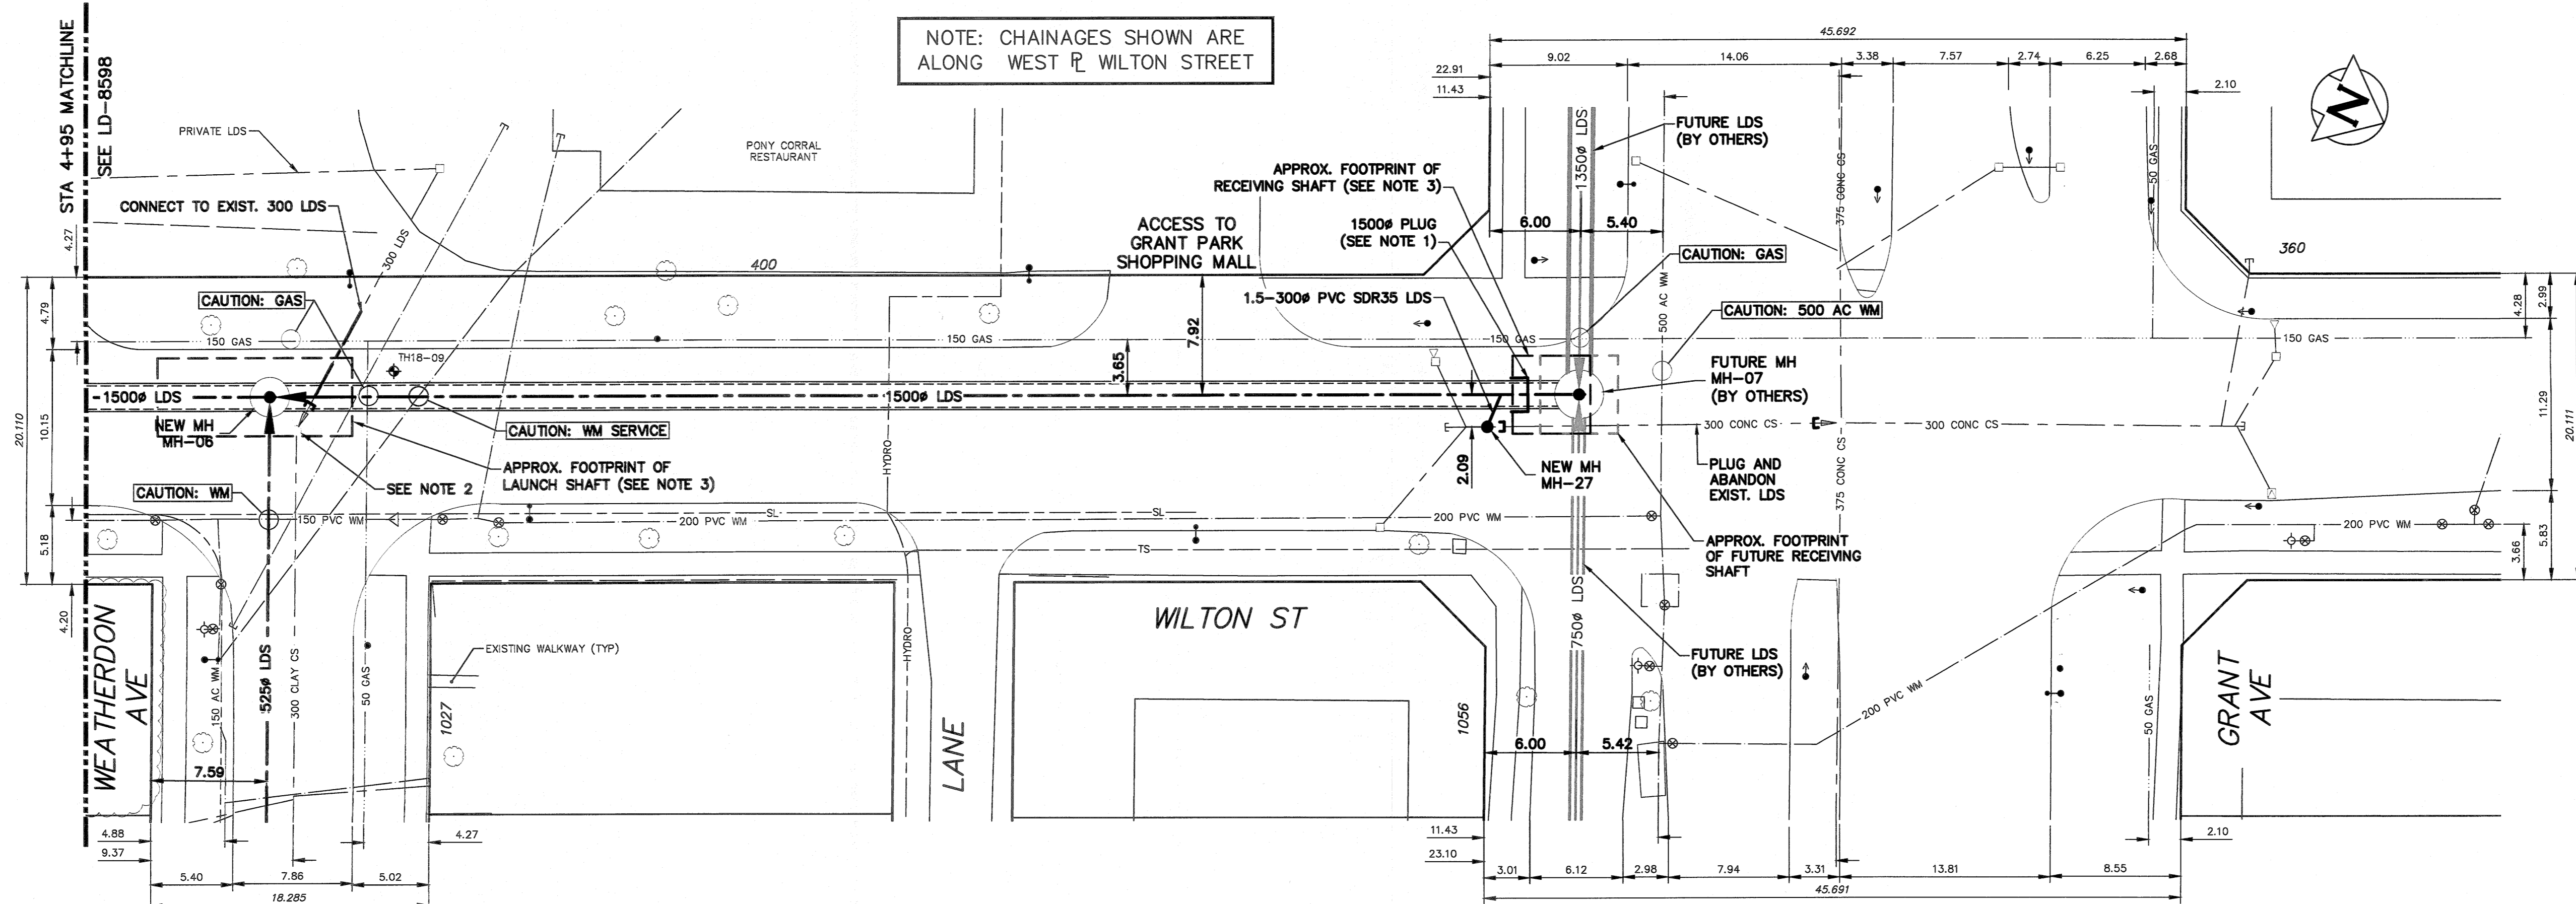 NOTE: CHAINAGES SHOWN ARE
ALONG WEST PL WILTON STREET
STA 4+95 MATCHLINE
SEE LD-8598
PRIVATE LDS
CONNECT TO EXIST. 300 LDS
300 LDS
PONY CORRAL
RESTAURANT
400
ACCESS TO
GRANT PARK
SHOPPING MALL
APPROX. FOOTPRINT OF
RECEIVING SHAFT (SEE NOTE 3)
1500ø PLUG
(SEE NOTE 1)
1.5-300ø PVC SDR35 LDS
45.692
9.02
14.06
3.38
7.57
2.74
6.25
2.68
22.91
11.43
2.10
N
1350ø LDS
FUTURE LDS
(BY OTHERS)
375 CONC CS
50 GAS
6.00
5.40
CAUTION: GAS
500 AC WM
CAUTION: 500 AC WM
360
4.27
4.79
10.15
20.110
5.18
4.20
CAUTION: GAS
150 GAS
TH18-09
150 GAS
150 GAS
150 GAS
150 GAS
3.65
7.92
4.28
2.99
11.29
20.111
5.83
3.66
1500ø LDS
1500ø LDS
NEW MH
MH-06
CAUTION: WM SERVICE
APPROX. FOOTPRINT OF
LAUNCH SHAFT (SEE NOTE 3)
SEE NOTE 2
CAUTION: WM
FUTURE MH
MH-07
(BY OTHERS)
300 CONC CS
300 CONC CS
375 CONC CS
2.09
NEW MH
MH-27
PLUG AND
ABANDON
EXIST. LDS
HYDRO
150 PVC WM
200 PVC WM
SL
SL
TS
200 PVC WM
200 PVC WM
APPROX. FOOTPRINT
OF FUTURE RECEIVING
SHAFT
WEATHERDON
AVE
150 AC WM
525ø LDS
300 CLAY CS
50 GAS
1027
EXISTING WALKWAY (TYP)
HYDRO
LANE
WILTON ST
1056
750ø LDS
FUTURE LDS
(BY OTHERS)
200 PVC WM
50 GAS
GRANT
AVE
7.59
6.00
5.42
4.88
9.37
4.27
5.40
7.86
5.02
18.285
11.43
23.10
2.10
3.01
6.12
2.98
7.94
3.31
13.81
8.55
45.691